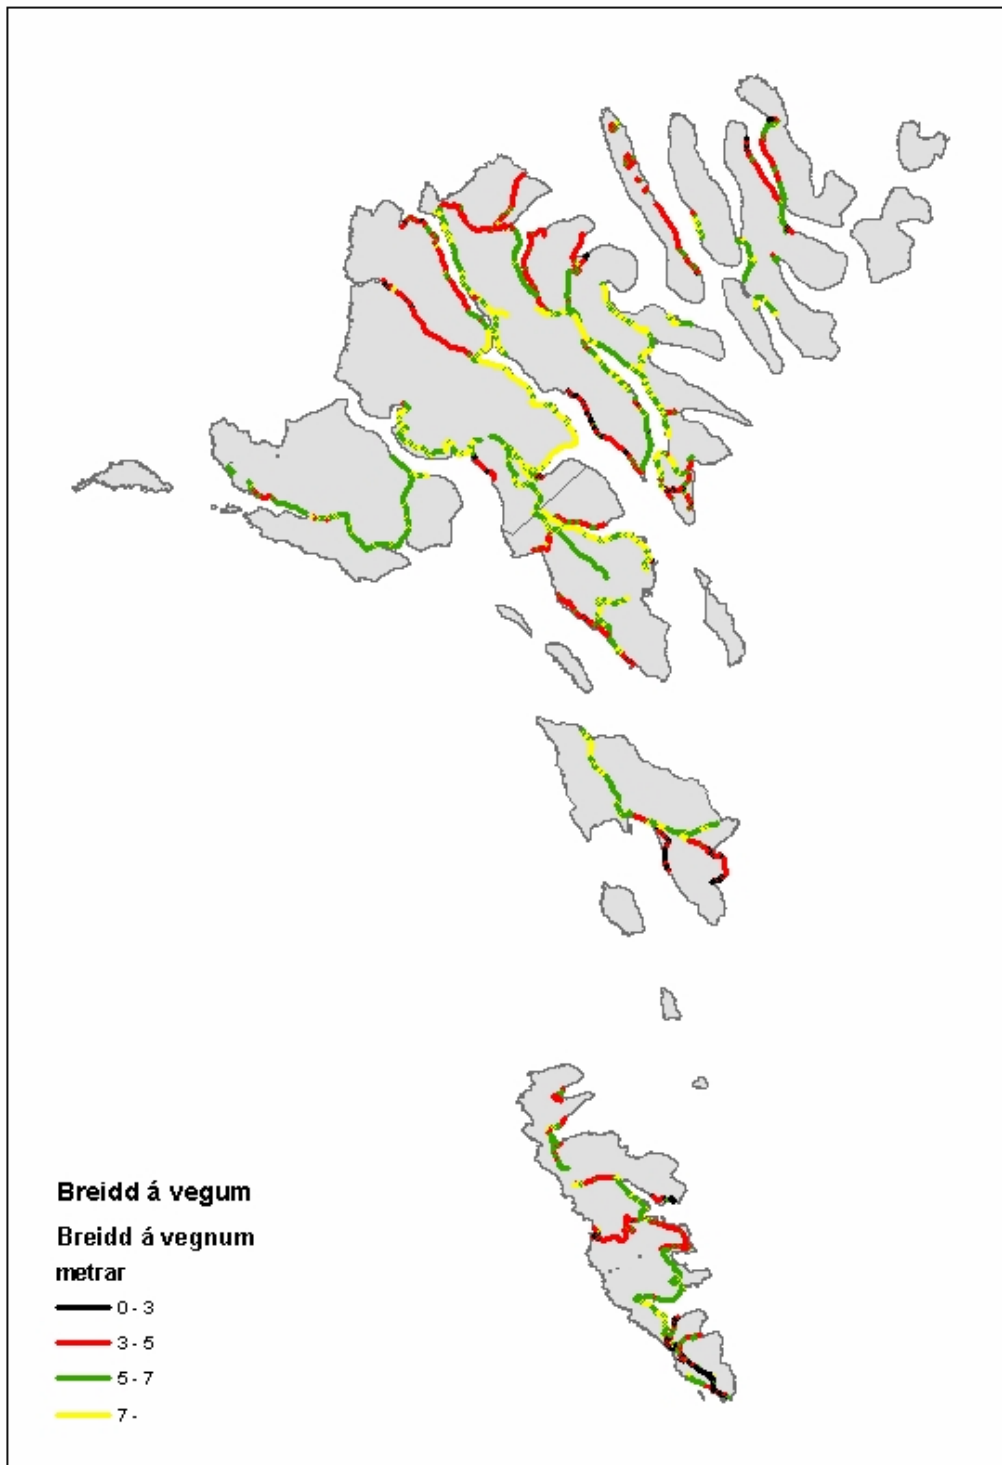 Breidd á vegum
Breidd á vegnum
metrar
0 - 3
3 - 5
5 - 7
7 -